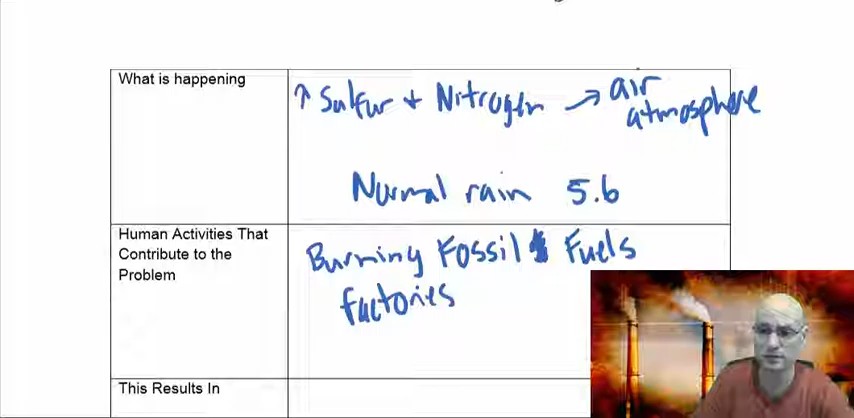 What is happening
↑ Sulfur + Nitrogen → air
atmosphere
Normal rain 5.6
Human Activities That
Contribute to the
Problem
Burning Fossil Fuels
factories
This Results In